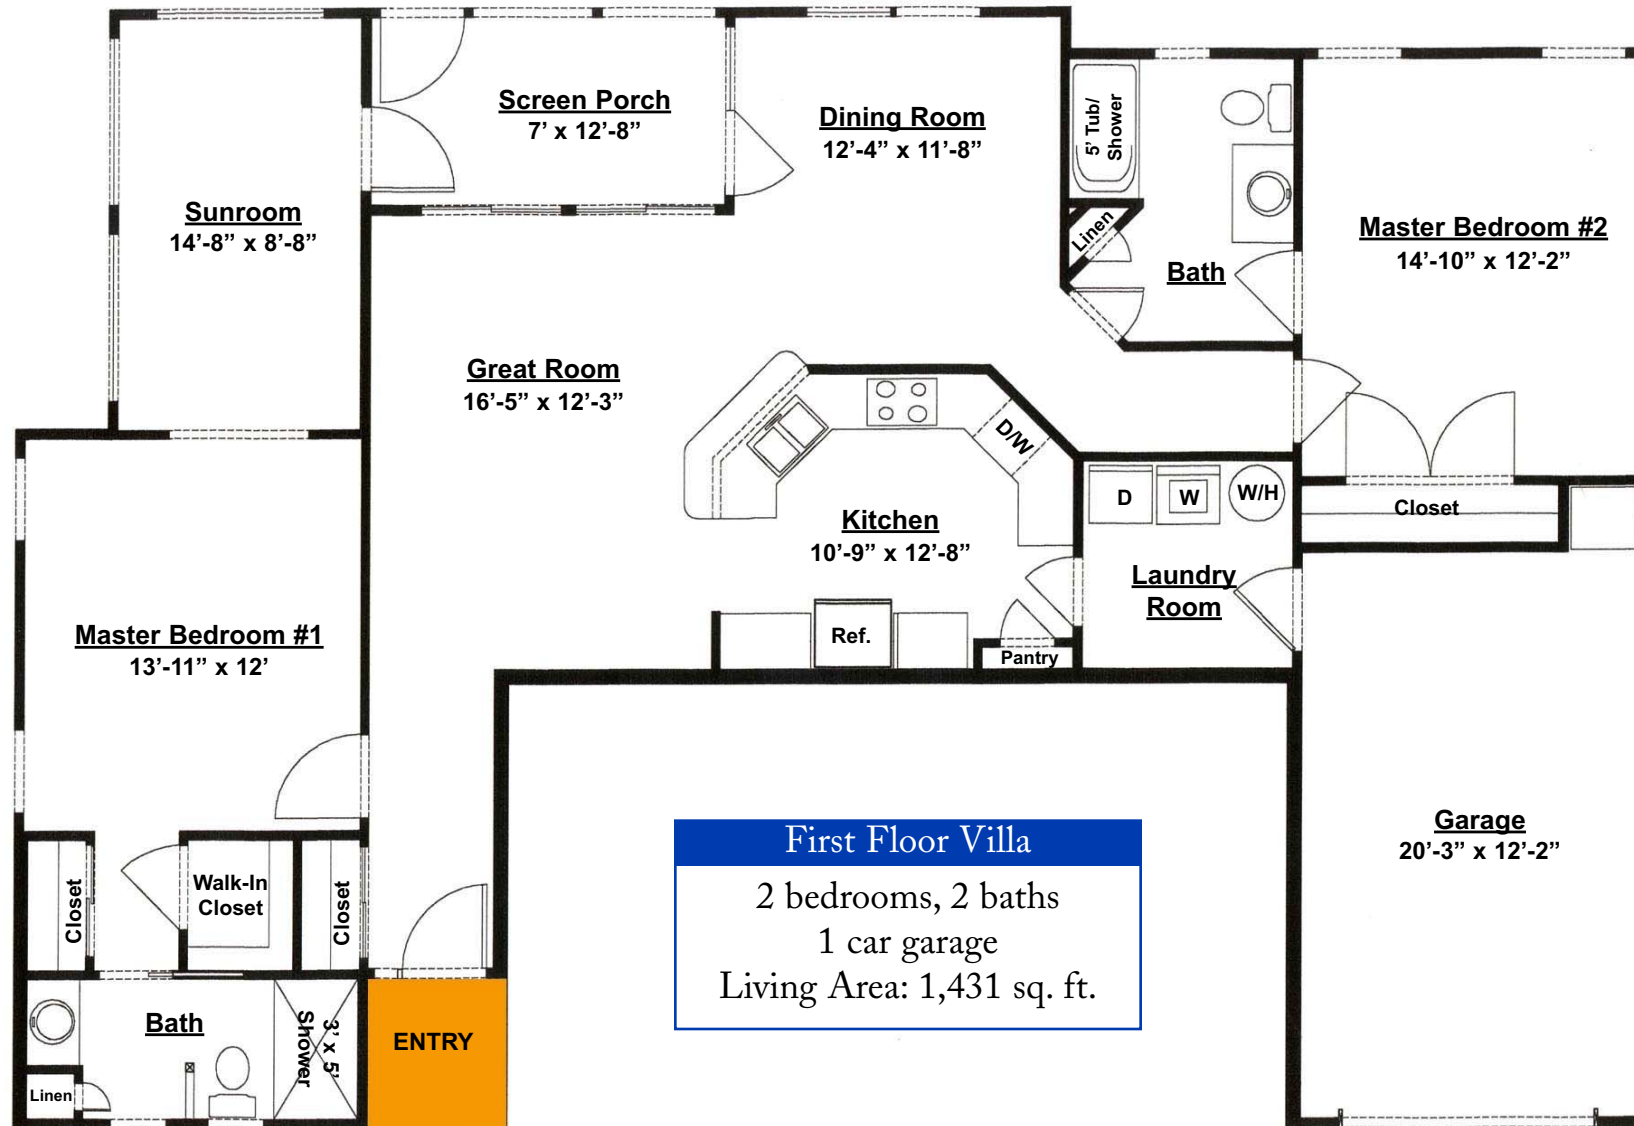 Screen Porch
7’ x 12’-8”
Dining Room
12’-4” x 11’-8”
5’ Tub/
Shower
Sunroom
14’-8” x 8’-8”
Linen
Bath
Master Bedroom #2
14’-10” x 12’-2”
Great Room
16’-5” x 12’-3”
D/W
Kitchen
10’-9” x 12’-8”
D
W
W/H
Closet
Laundry
Room
Master Bedroom #1
13’-11” x 12’
Ref.
Pantry
Garage
20’-3” x 12’-2”
Closet
Walk-In
Closet
Closet
First Floor Villa
2 bedrooms, 2 baths
1 car garage
Living Area: 1,431 sq. ft.
Bath
3’ x 5’
Shower
ENTRY
Linen